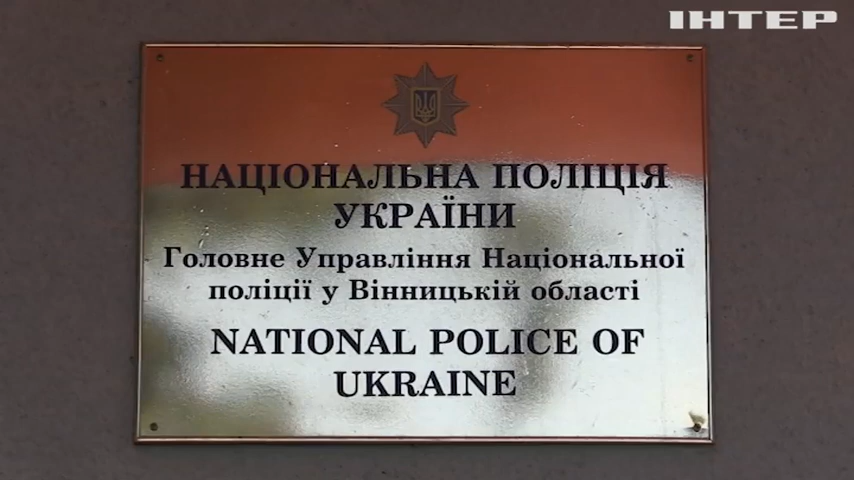 ІНТЕР
НАЦІОНАЛЬНА ПОЛІЦІЯ
УКРАЇНИ
Головне Управління Національної
поліції у Вінницькій області
NATIONAL POLICE OF
UKRAINE